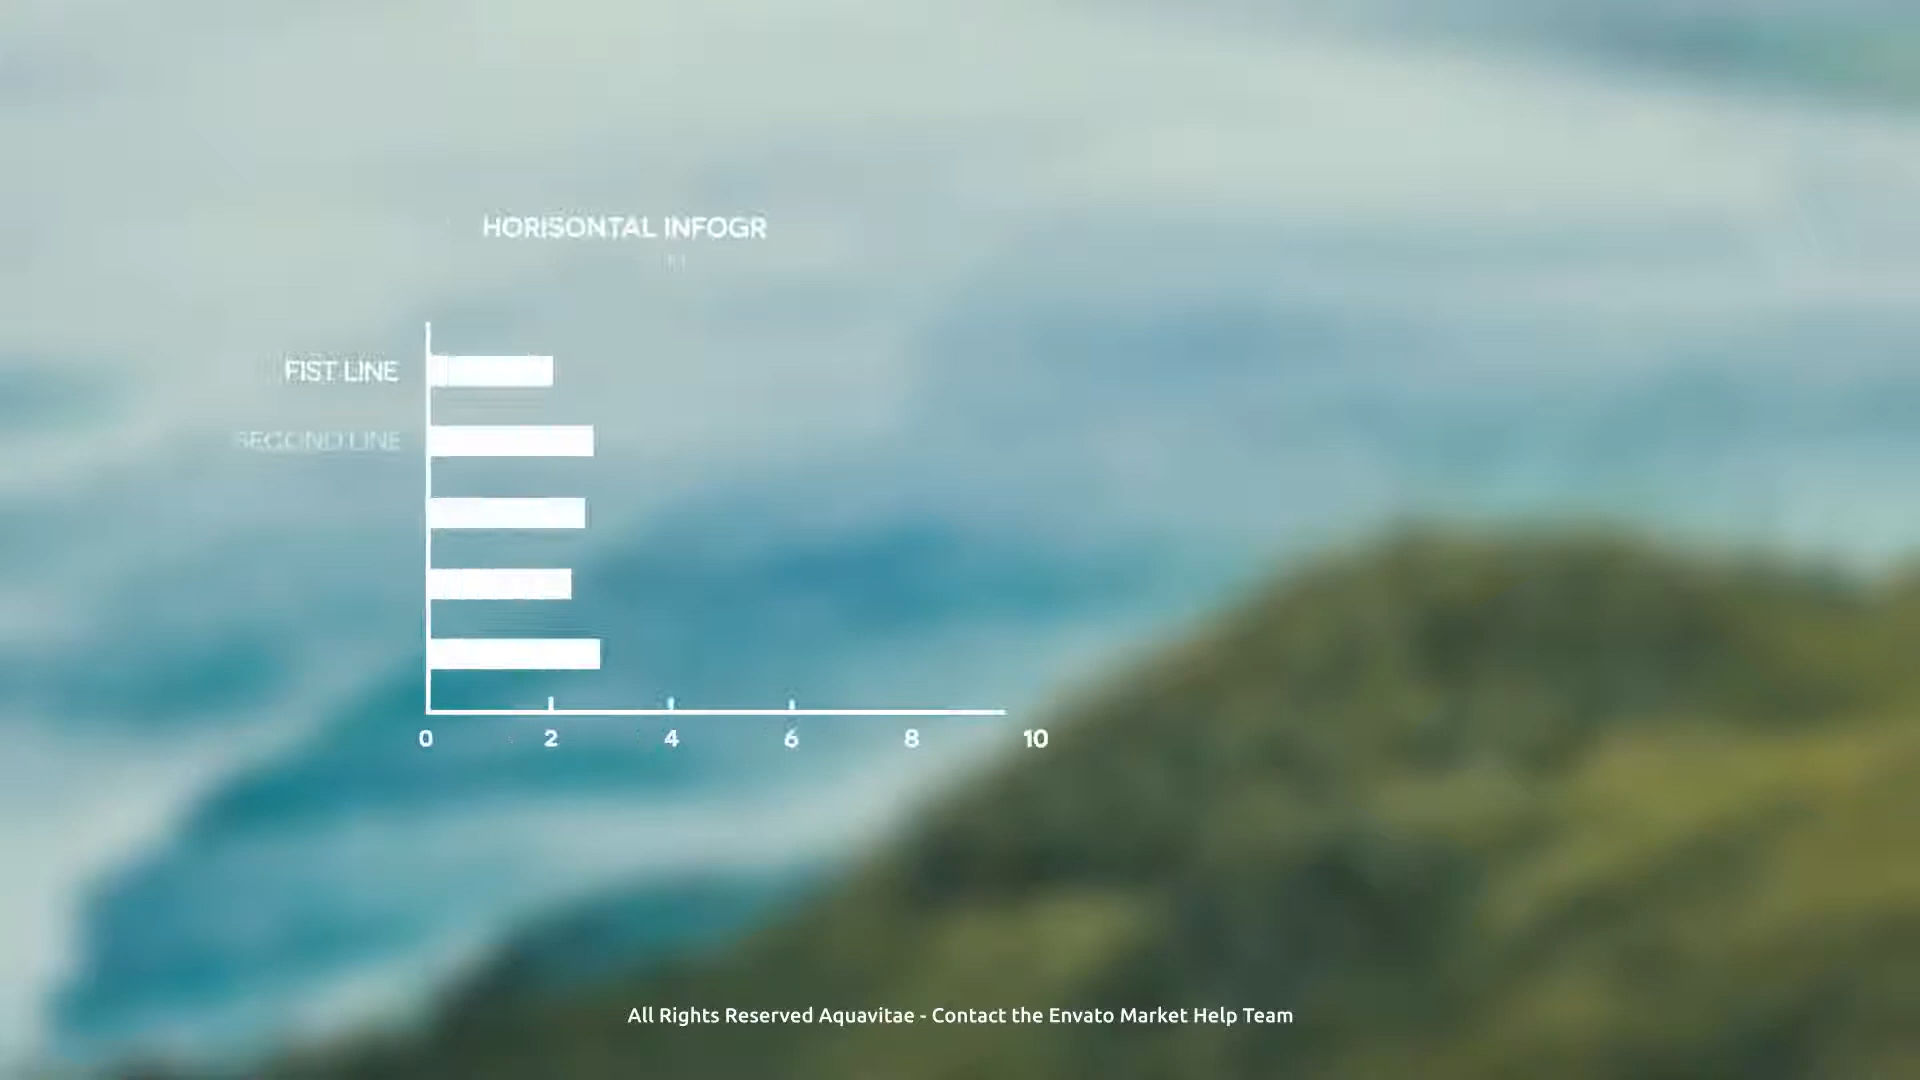 HORISONTAL INFOGR
FIST LINE
SECOND LINE
0 2 4 6 8 10
All Rights Reserved Aquavitae - Contact the Envato Market Help Team